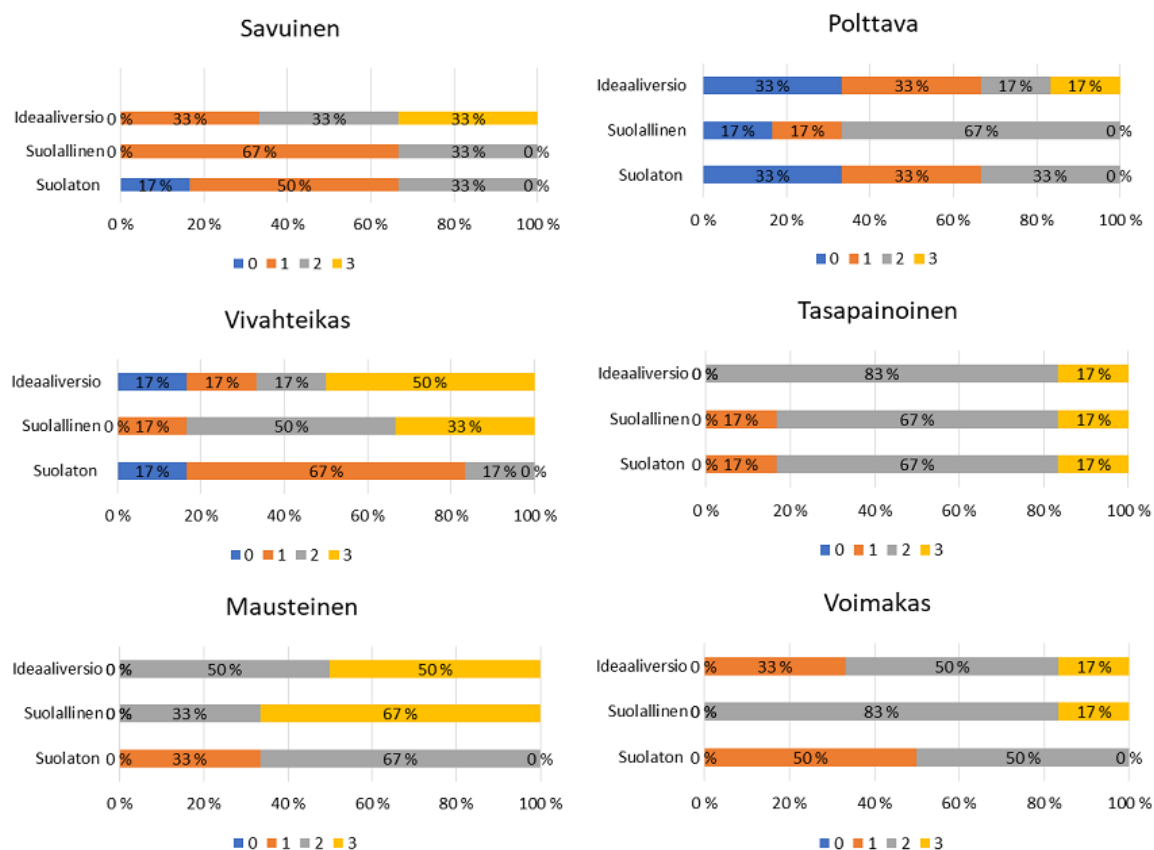 Savuinen
Ideaaliversio 0 % 33 % 33 % 33 %
Suolallinen 0 % 67 % 33 % 0 %
Suolaton 17 % 50 % 33 % 0 %
0 % 20 % 40 % 60 % 80 % 100 %
0 1 2 3
Polttava
Ideaaliversio 33 % 33 % 17 % 17 %
Suolallinen 17 % 17 % 67 % 0 %
Suolaton 33 % 33 % 33 % 0 %
0 % 20 % 40 % 60 % 80 % 100 %
0 1 2 3
Vivahteikas
Ideaaliversio 17 % 17 % 17 % 50 %
Suolallinen 0 % 17 % 50 % 33 %
Suolaton 17 % 67 % 17 % 0 %
0 % 20 % 40 % 60 % 80 % 100 %
0 1 2 3
Tasapainoinen
Ideaaliversio 0 % 83 % 17 %
Suolallinen 0 % 17 % 67 % 17 %
Suolaton 0 % 17 % 67 % 17 %
0 % 20 % 40 % 60 % 80 % 100 %
0 1 2 3
Mausteinen
Ideaaliversio 0 % 50 % 50 %
Suolallinen 0 % 33 % 67 %
Suolaton 0 % 33 % 67 % 0 %
0 % 20 % 40 % 60 % 80 % 100 %
0 1 2 3
Voimakas
Ideaaliversio 0 % 33 % 50 % 17 %
Suolallinen 0 % 83 % 17 %
Suolaton 0 % 50 % 50 % 0 %
0 % 20 % 40 % 60 % 80 % 100 %
0 1 2 3